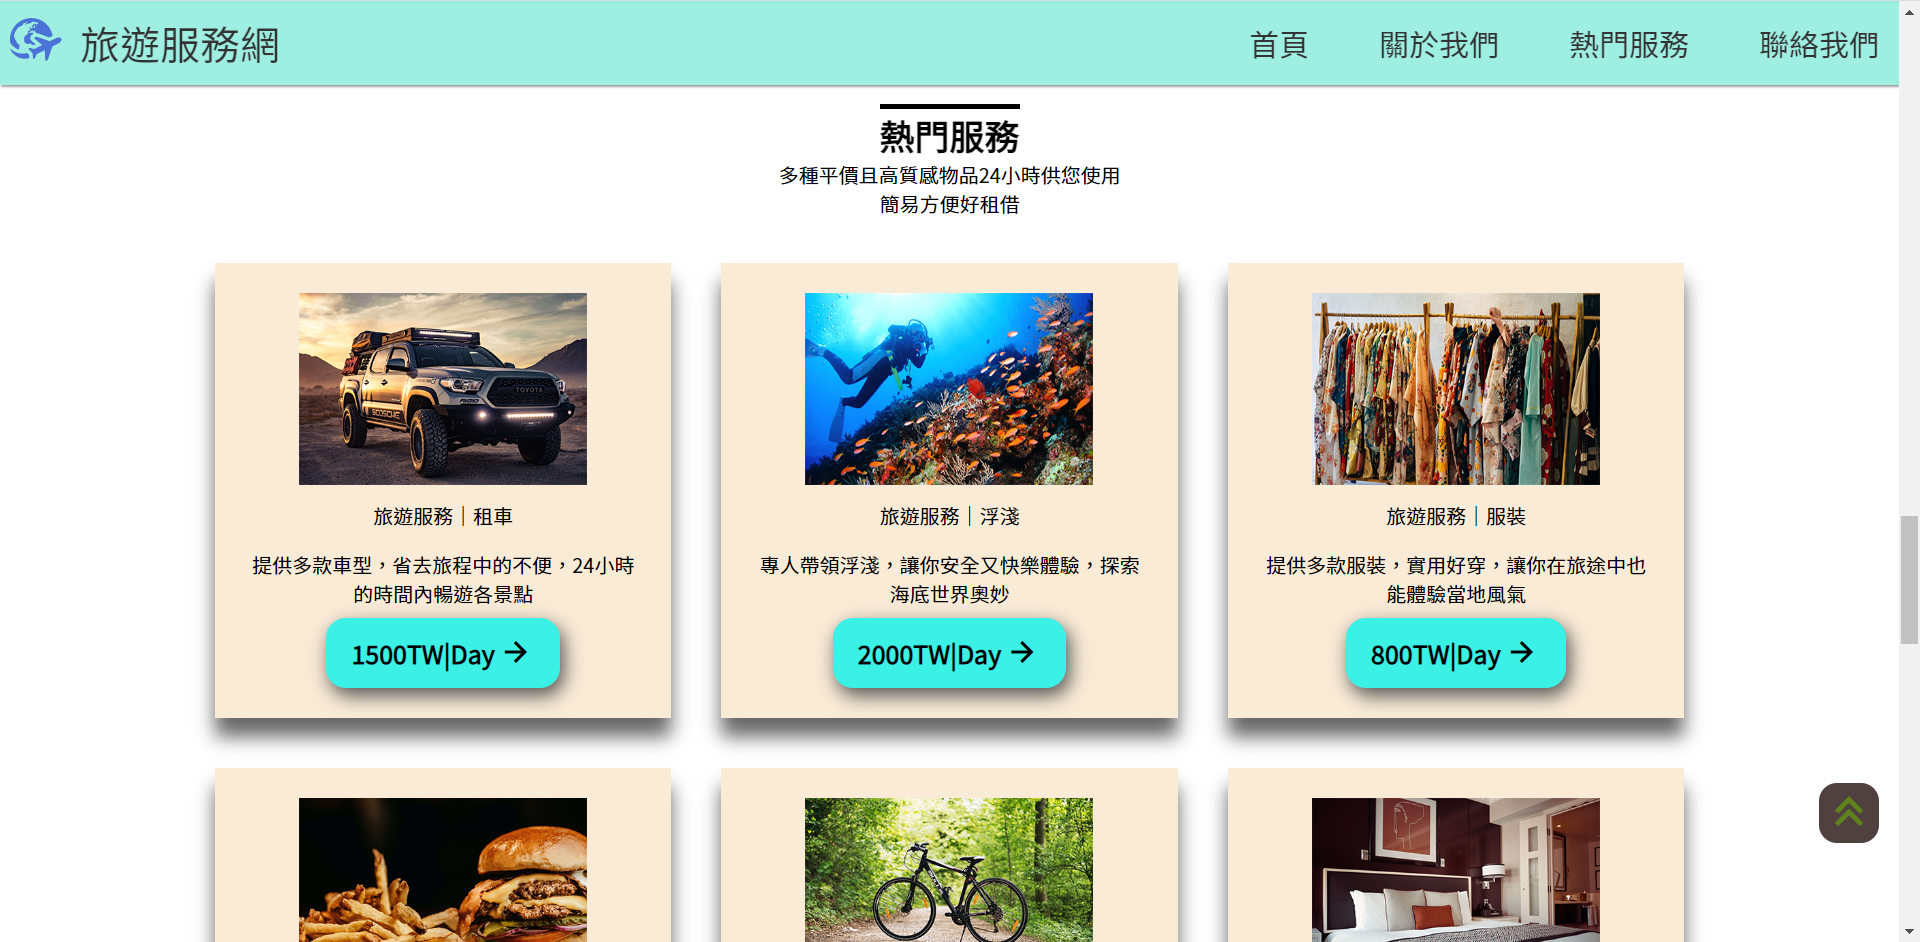 旅遊服務網
首頁
關於我們
熱門服務
聯絡我們
熱門服務
多種平價且高質感物品24小時供您使用
簡易方便好租借
TOYOTA
SCOSCHE
旅遊服務｜租車
提供多款車型，省去旅程中的不便，24小時
的時間內暢遊各景點
1500TW|Day →
旅遊服務｜浮淺
專人帶領浮淺，讓你安全又快樂體驗，探索
海底世界奧妙
2000TW|Day →
旅遊服務｜服裝
提供多款服裝，實用好穿，讓你在旅途中也
能體驗當地風氣
800TW|Day →